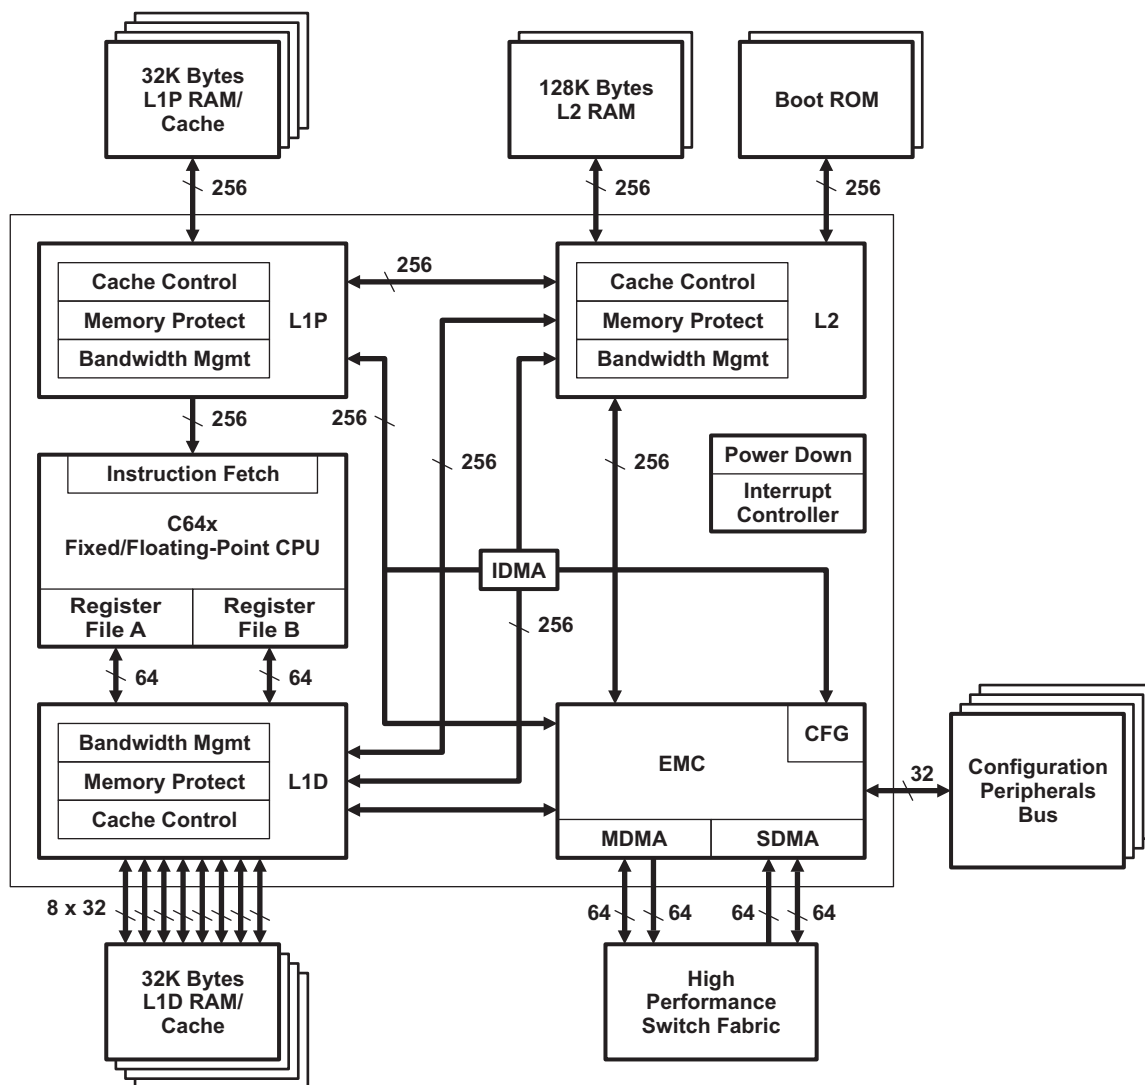 32K Bytes
L1P RAM/
Cache
128K Bytes
L2 RAM
Boot ROM
256
256
256
Cache Control
Memory Protect
Bandwidth Mgmt
L1P
256
Cache Control
Memory Protect
Bandwidth Mgmt
L2
256
256
256
256
Power Down
Interrupt
Controller
Instruction Fetch
C64x
Fixed/Floating-Point CPU
Register
File A
Register
File B
IDMA
256
64
64
Bandwidth Mgmt
Memory Protect
Cache Control
L1D
CFG
EMC
MDMA
SDMA
32
Configuration
Peripherals
Bus
8 x 32
64
64
64
64
32K Bytes
L1D RAM/
Cache
High
Performance
Switch Fabric